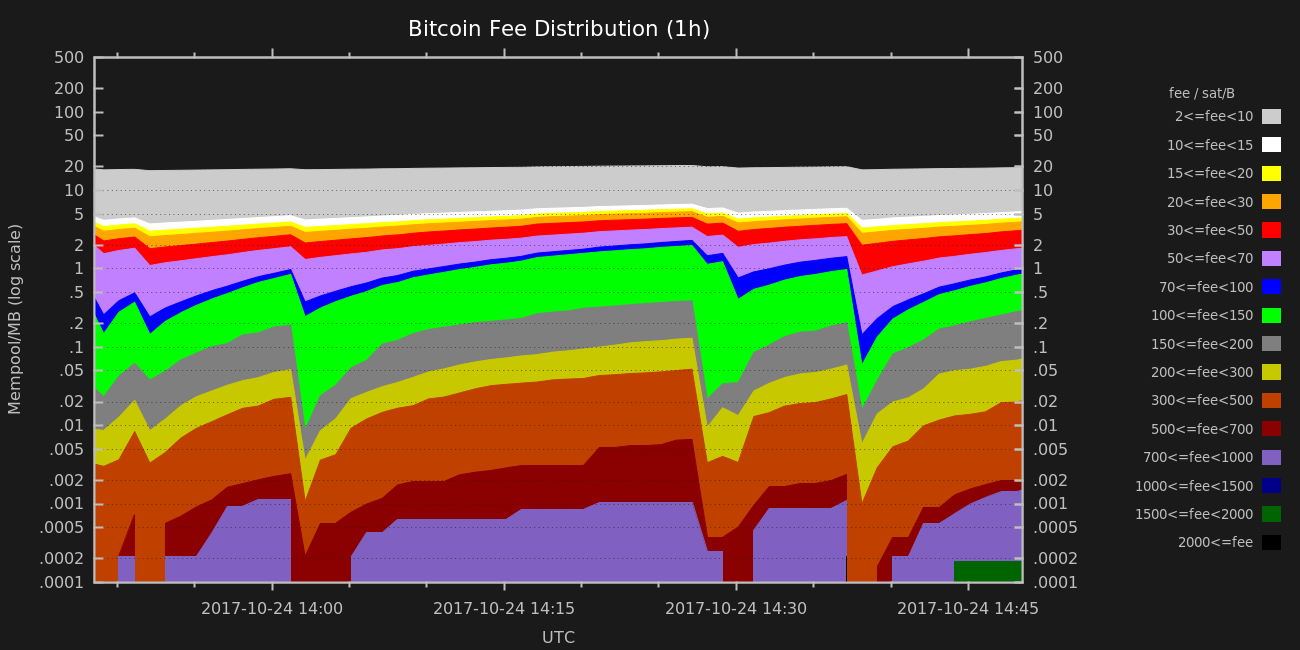 Bitcoin Fee Distribution (1h)
Mempool/MB (log scale)
500
200
100
50
20
10
5
2
1
.5
.2
.1
.05
.02
.01
.005
.002
.001
.0005
.0002
.0001
500
200
100
50
20
10
5
2
1
.5
.2
.1
.05
.02
.01
.005
.002
.001
.0005
.0002
.0001
2017-10-24 14:00
2017-10-24 14:15
2017-10-24 14:30
2017-10-24 14:45
UTC
fee / sat/B
2<=fee<10
10<=fee<15
15<=fee<20
20<=fee<30
30<=fee<50
50<=fee<70
70<=fee<100
100<=fee<150
150<=fee<200
200<=fee<300
300<=fee<500
500<=fee<700
700<=fee<1000
1000<=fee<1500
1500<=fee<2000
2000<=fee